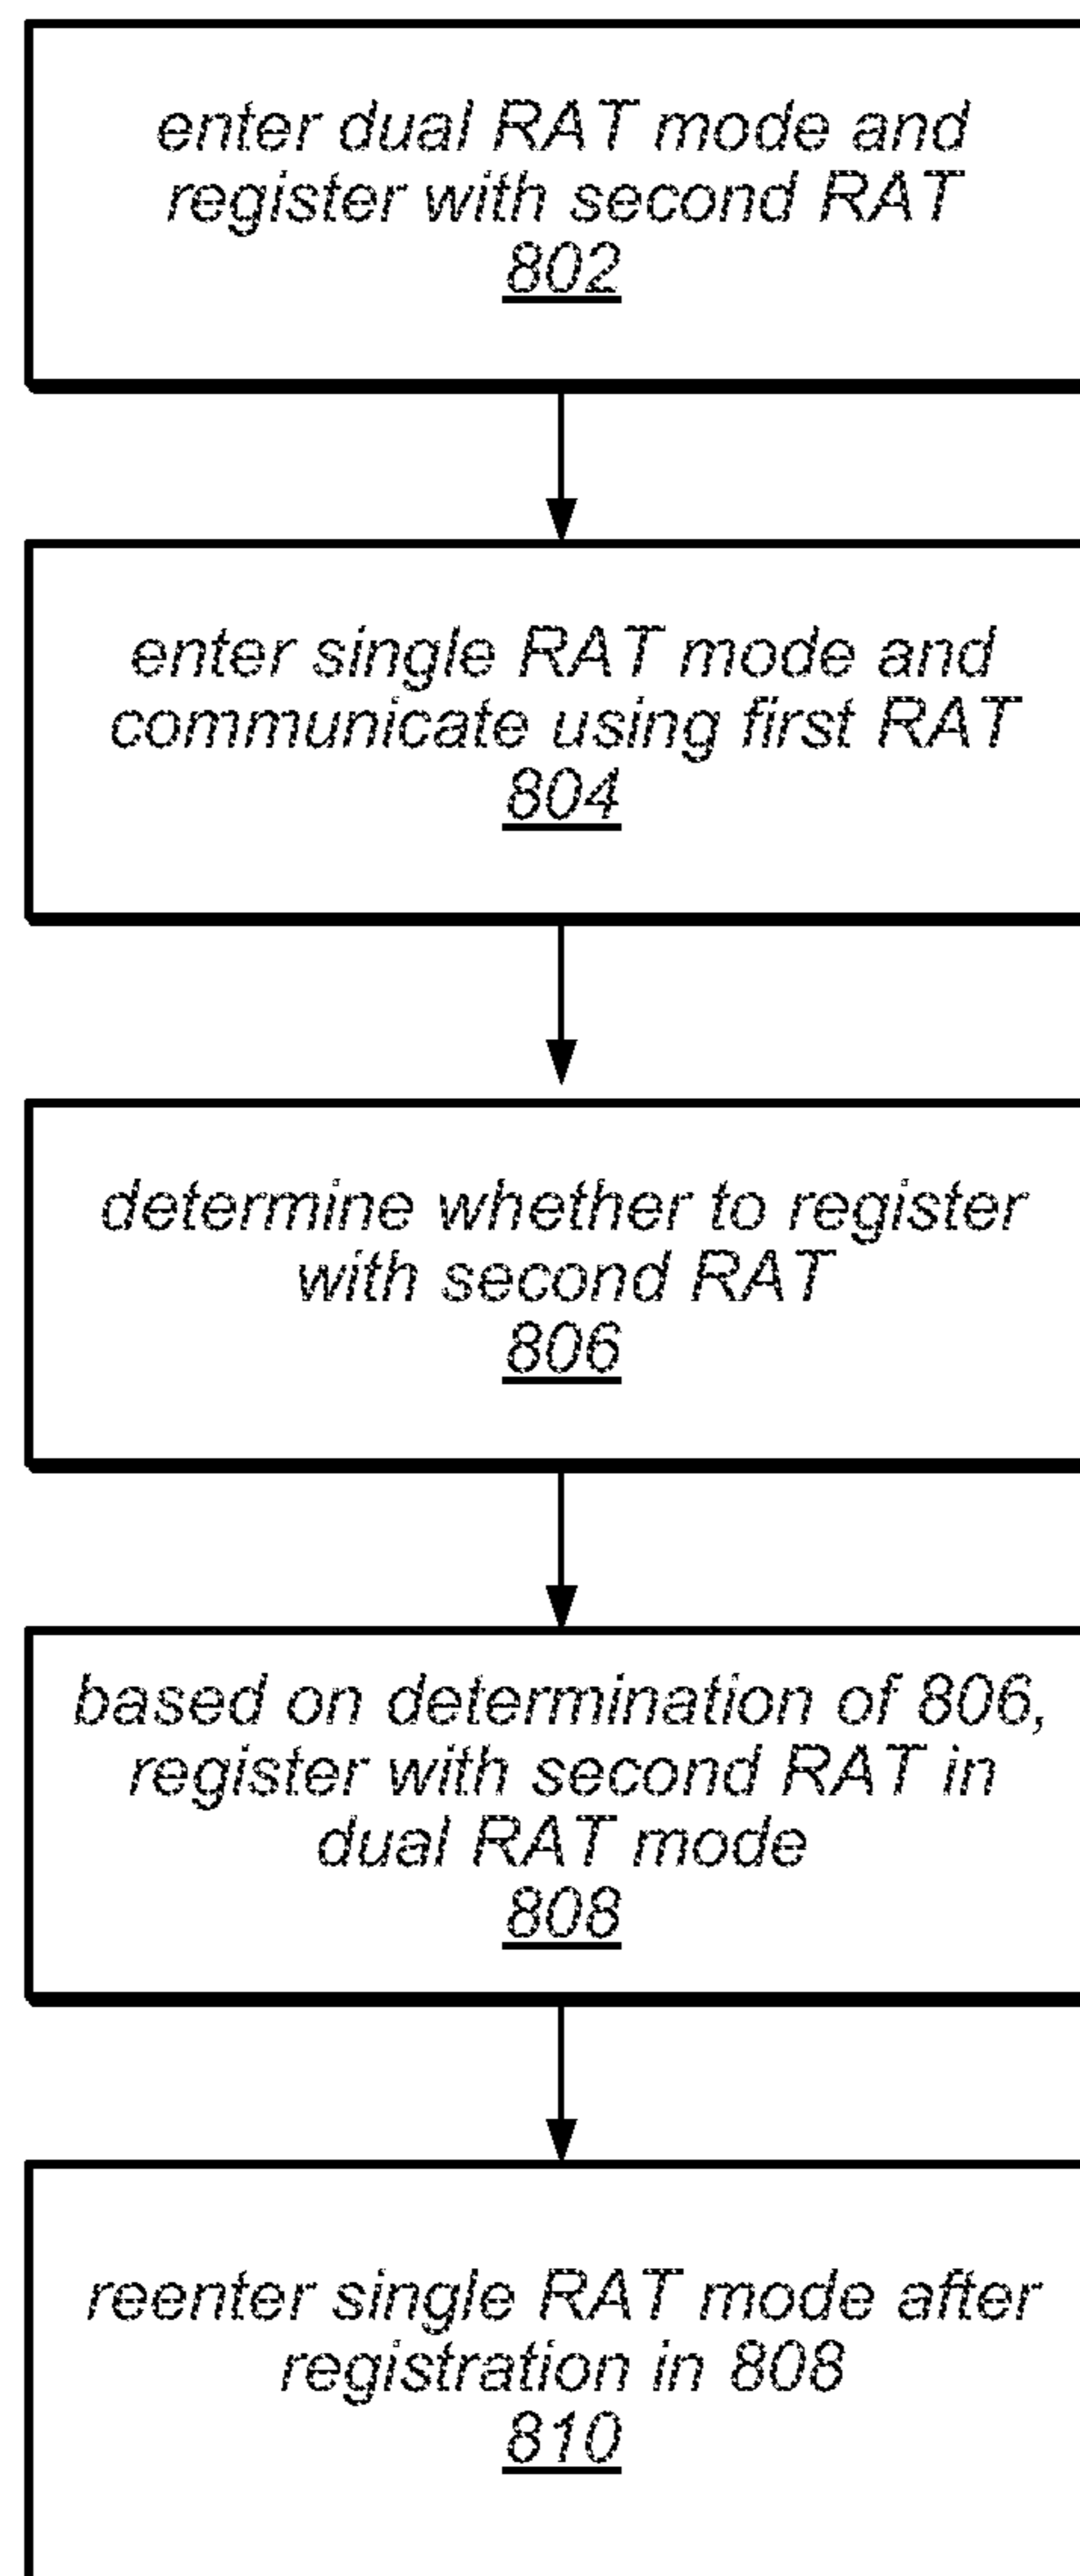 enter dual RAT mode and
register with second RAT
802
enter single RAT mode and
communicate using first RAT
804
determine whether to register
with second RAT
806
based on determination of 806,
register with second RAT in
dual RAT mode
808
reenter single RAT mode after
registration in 808
810